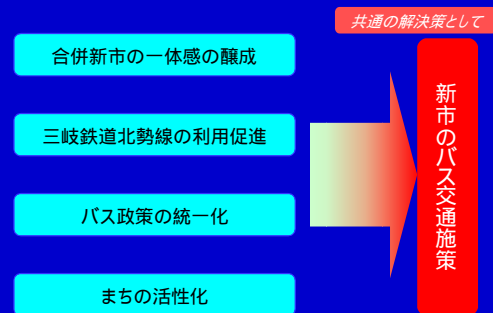 共通の解決策として
合併新市の一体感の醸成
三岐鉄道北勢線の利用促進
バス政策の統一化
まちの活性化
新市のバス交通施策